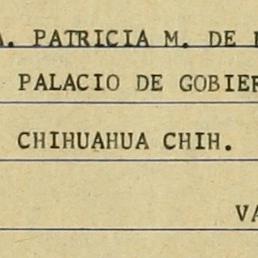 A. PATRICIA M. DE
PALACIO DE GOBIER
CHIHUAHUA CHIH.
VA